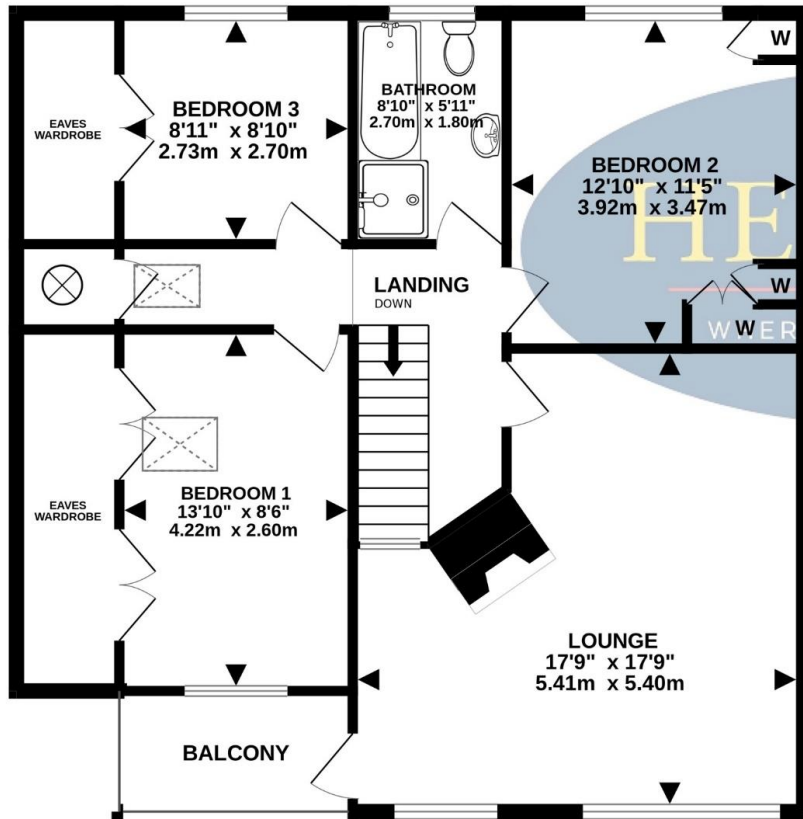 EAVES
WARDROBE
BEDROOM 3
8'11" x 8'10"
2.73m x 2.70m
BATHROOM
8'10" x 5'11"
2.70m x 1.80m
W
BEDROOM 2
12'10" x 11'5"
3.92m x 3.47m
HE
LANDING
DOWN
W
W
WHER
EAVES
WARDROBE
BEDROOM 1
13'10" x 8'6"
4.22m x 2.60m
LOUNGE
17'9" x 17'9"
5.41m x 5.40m
BALCONY